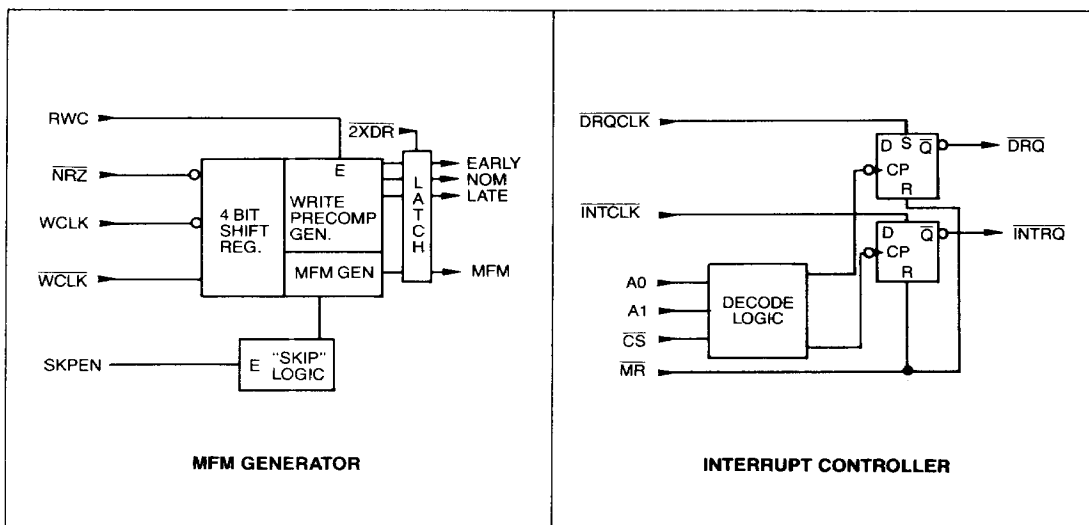 RWC
2XDR
NRZ
WCLK
WCLK
SKPEN
4 BIT
SHIFT
REG.
E
WRITE
PRECOMP
GEN.
MFM GEN
LATCH
EARLY
NOM
LATE
MFM
E
"SKIP"
LOGIC
MFM GENERATOR
DRQCLK
D S Q
CP
R
DRQ
INTCLK
D Q
CP
R
INTRQ
A0
A1
CS
MR
DECODE
LOGIC
INTERRUPT CONTROLLER